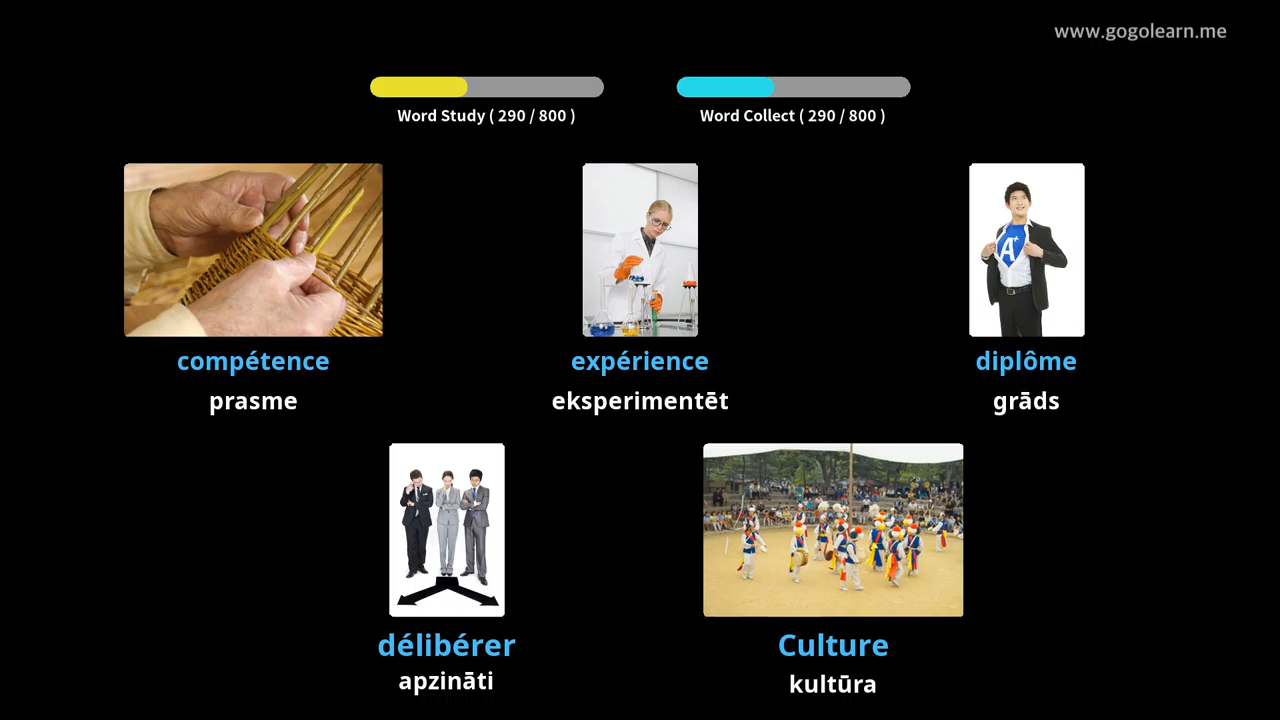 www.gogolearn.me
Word Study ( 290 / 800 )
Word Collect ( 290 / 800 )
A+
compétence
expérience
diplôme
prasme
eksperimentēt
grāds
délibérer
Culture
apzināti
kultūra